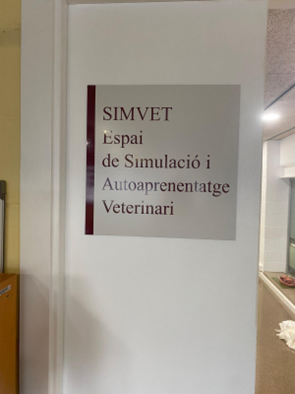 SIMVET
Espai
de Simulació i
Autoaprenentatge
Veterinari